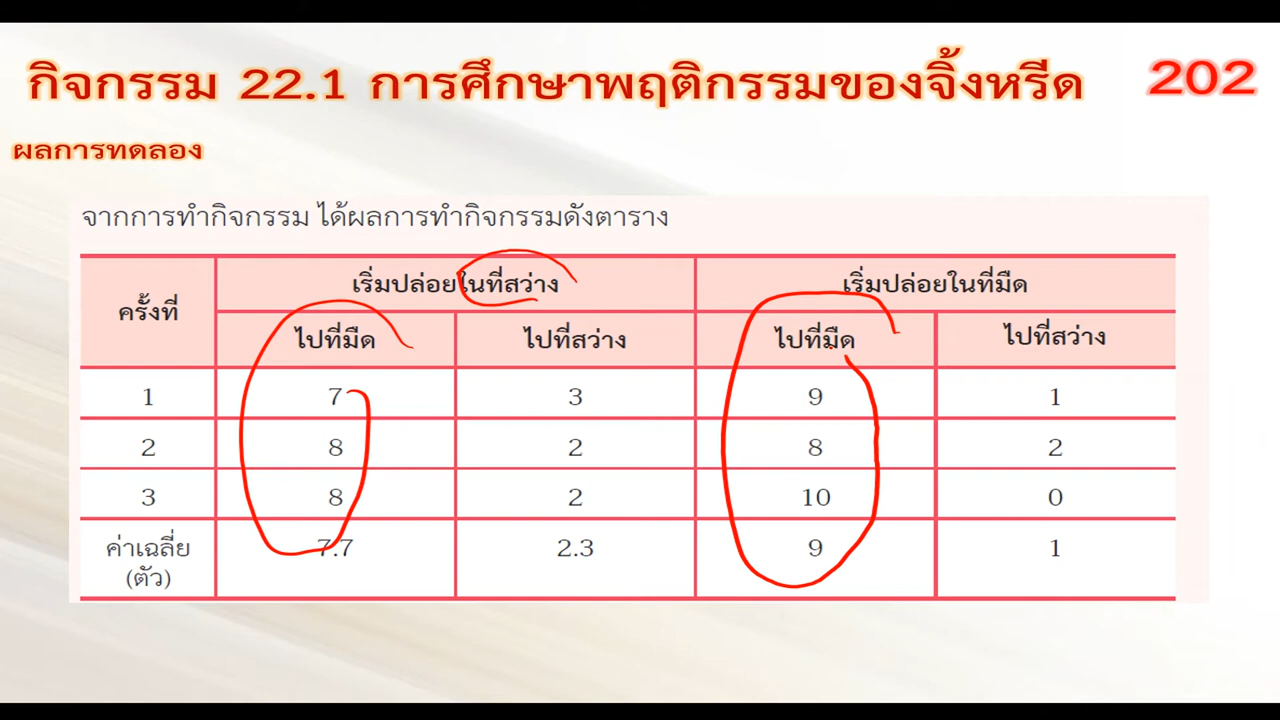 กิจกรรม 22.1 การศึกษาพฤติกรรมของจิ้งหรีด 202
ผลการทดลอง
จากการทำกิจกรรม ได้ผลการทำกิจกรรมดังตาราง
ครั้งที่ เริ่มปล่อยในที่สว่าง เริ่มปล่อยในที่มืด
ไปที่มืด ไปที่สว่าง ไปที่มืด ไปที่สว่าง
1 7 3 9 1
2 8 2 8 2
3 8 2 10 0
ค่าเฉลี่ย 7.7 2.3 9 1
(ตัว)